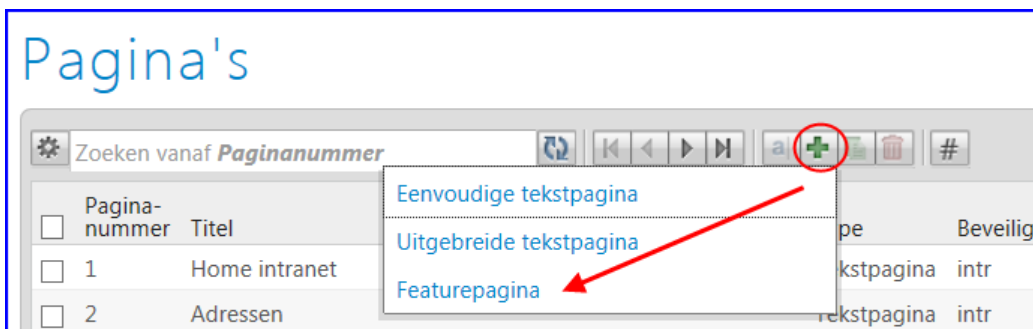 Pagina's
Zoeken vanaf Paginanummer
a
#
Eenvoudige tekstpagina
Uitgebreide tekstpagina
Featurepagina
Pagina-
nummer Titel pe Beveilig
1 Home intranet kstpagina intr
2 Adressen Tekstpagina intr